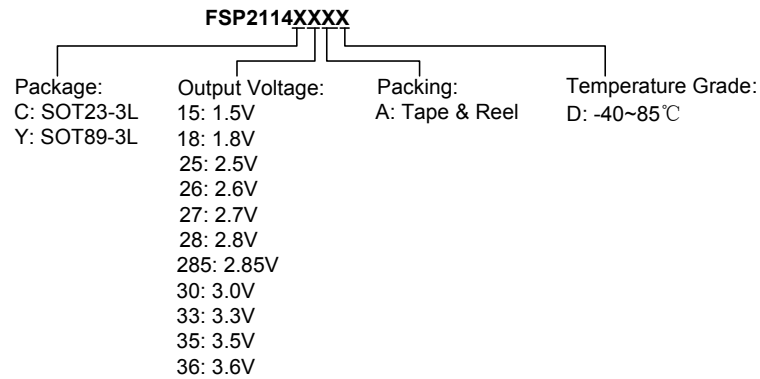 FSP2114XXXX
Package:
C: SOT23-3L
Y: SOT89-3L
Output Voltage:
15: 1.5V
18: 1.8V
25: 2.5V
26: 2.6V
27: 2.7V
28: 2.8V
285: 2.85V
30: 3.0V
33: 3.3V
35: 3.5V
36: 3.6V
Packing:
A: Tape & Reel
Temperature Grade:
D: -40~85℃